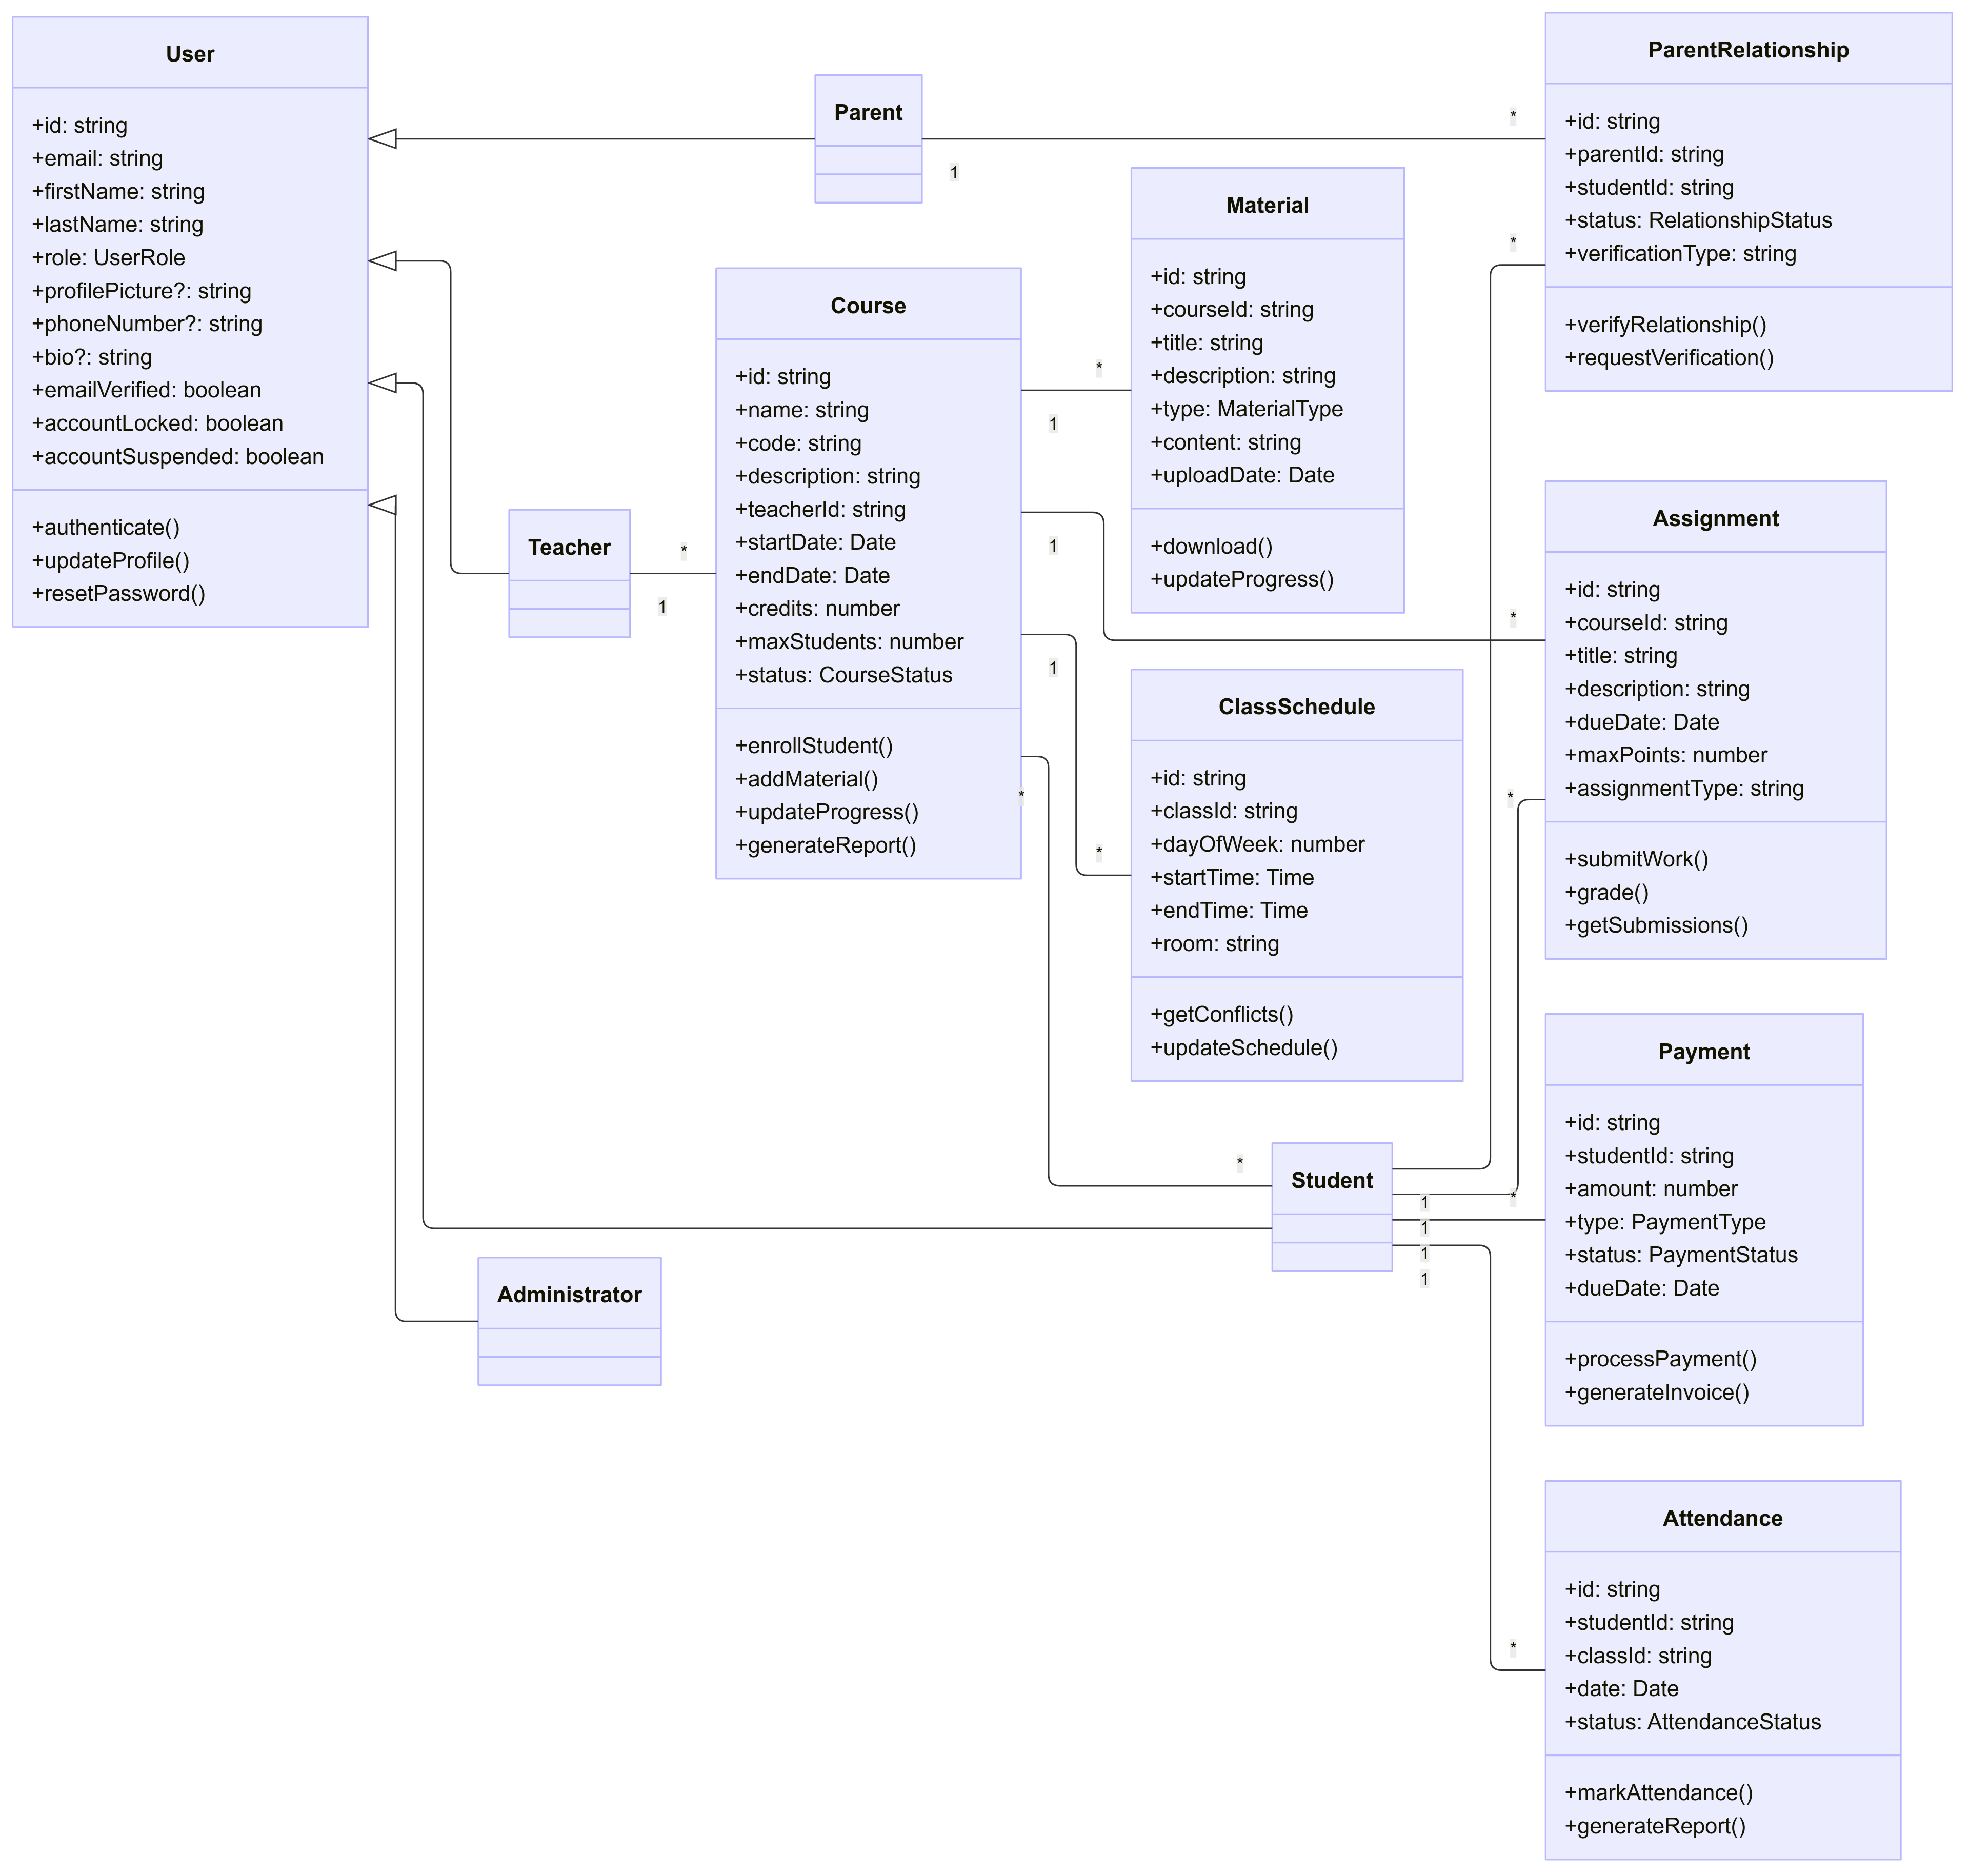 User
+id: string
+email: string
+firstName: string
+lastName: string
+role: UserRole
+profilePicture?: string
+phoneNumber?: string
+bio?: string
+emailVerified: boolean
+accountLocked: boolean
+accountSuspended: boolean
+authenticate()
+updateProfile()
+resetPassword()
Parent
1
*
ParentRelationship
+id: string
+parentId: string
+studentId: string
+status: RelationshipStatus
+verificationType: string
+verifyRelationship()
+requestVerification()
*
Teacher
1
*
Course
+id: string
+name: string
+code: string
+description: string
+teacherId: string
+startDate: Date
+endDate: Date
+credits: number
+maxStudents: number
+status: CourseStatus
+enrollStudent()
+addMaterial()
+updateProgress()
+generateReport()
1
1
1
*
*
Material
+id: string
+courseId: string
+title: string
+description: string
+type: MaterialType
+content: string
+uploadDate: Date
+download()
+updateProgress()
*
ClassSchedule
+id: string
+classId: string
+dayOfWeek: number
+startTime: Time
+endTime: Time
+room: string
+getConflicts()
+updateSchedule()
*
Assignment
+id: string
+courseId: string
+title: string
+description: string
+dueDate: Date
+maxPoints: number
+assignmentType: string
+submitWork()
+grade()
+getSubmissions()
*
Administrator
*
Student
1
1
1
1
*
Payment
+id: string
+studentId: string
+amount: number
+type: PaymentType
+status: PaymentStatus
+dueDate: Date
+processPayment()
+generateInvoice()
*
Attendance
+id: string
+studentId: string
+classId: string
+date: Date
+status: AttendanceStatus
+markAttendance()
+generateReport()